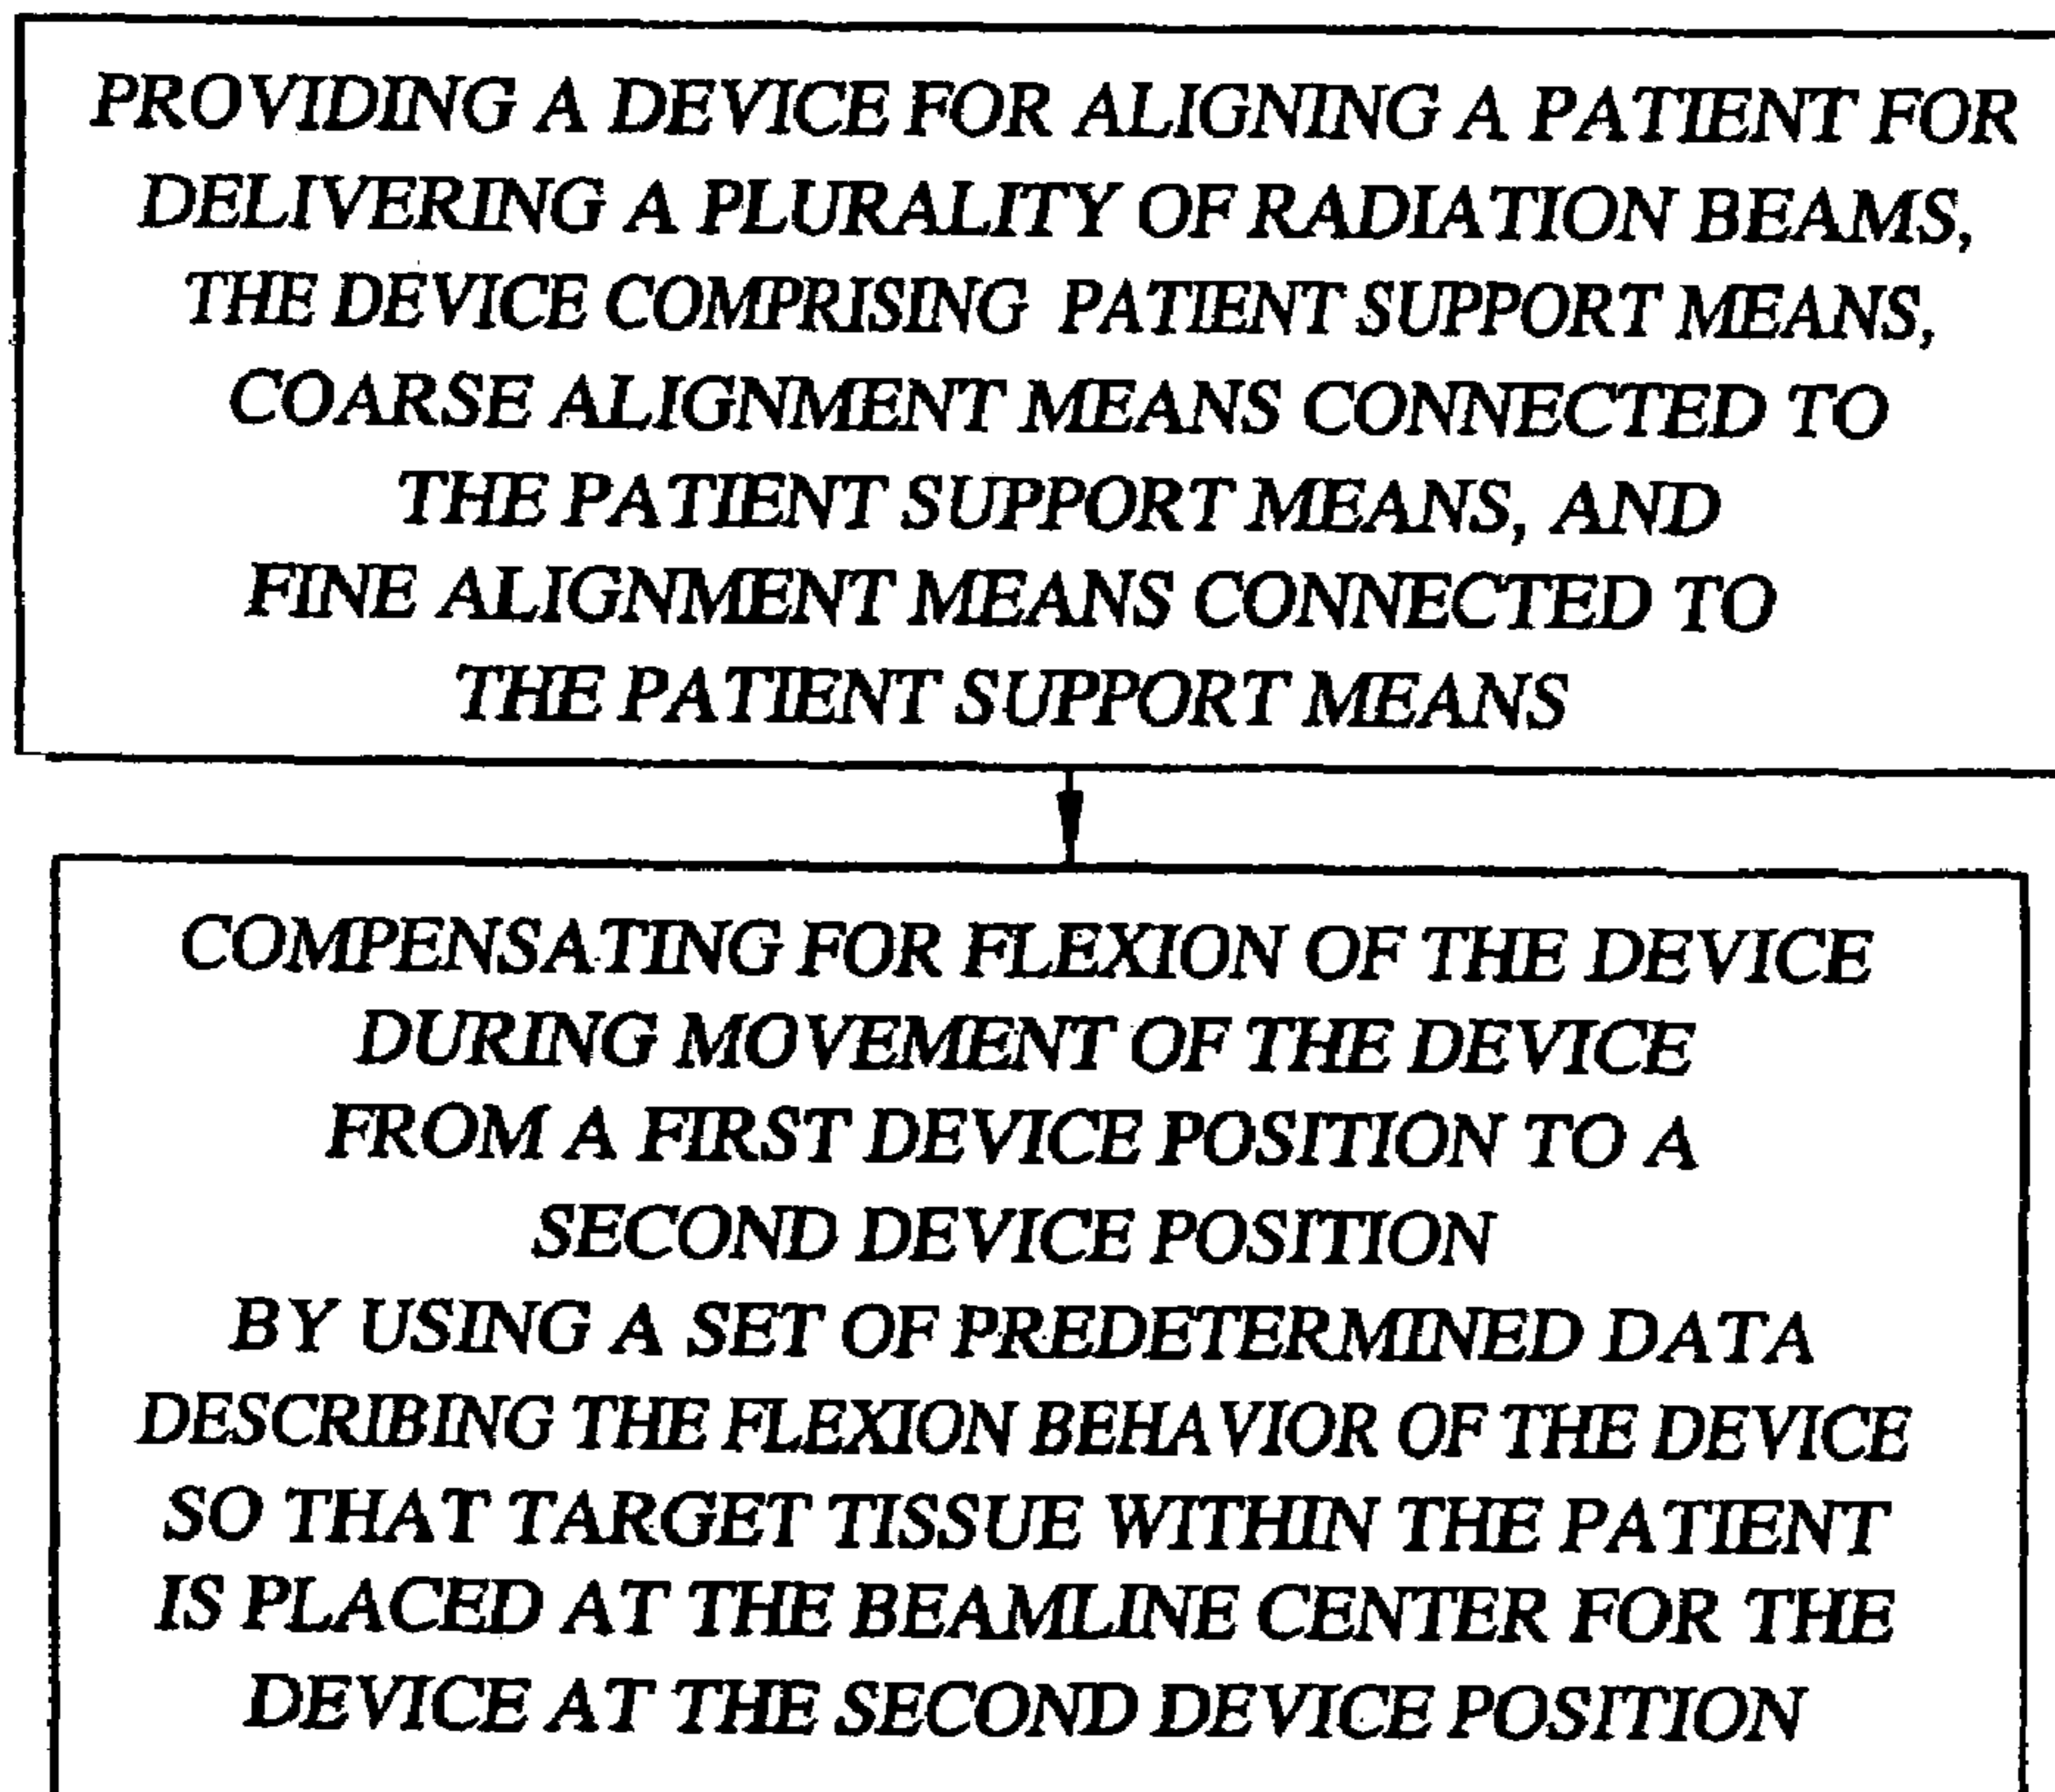 PROVIDING A DEVICE FOR ALIGNING A PATIENT FOR
DELIVERING A PLURALITY OF RADIATION BEAMS,
THE DEVICE COMPRISING PATIENT SUPPORT MEANS,
COARSE ALIGNMENT MEANS CONNECTED TO
THE PATIENT SUPPORT MEANS, AND
FINE ALIGNMENT MEANS CONNECTED TO
THE PATIENT SUPPORT MEANS
COMPENSATING FOR FLEXION OF THE DEVICE
DURING MOVEMENT OF THE DEVICE
FROM A FIRST DEVICE POSITION TO A
SECOND DEVICE POSITION
BY USING A SET OF PREDETERMINED DATA
DESCRIBING THE FLEXION BEHAVIOR OF THE DEVICE
SO THAT TARGET TISSUE WITHIN THE PATIENT
IS PLACED AT THE BEAMLINE CENTER FOR THE
DEVICE AT THE SECOND DEVICE POSITION